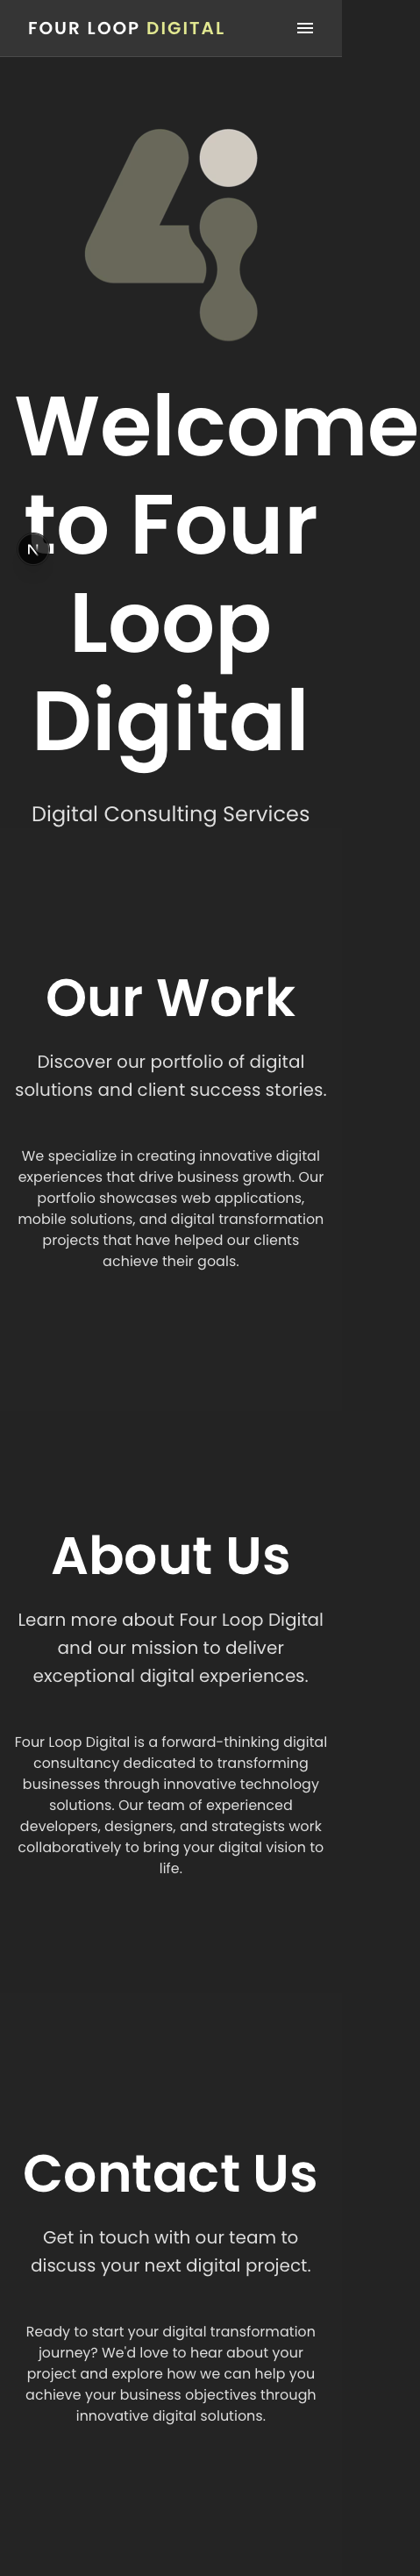 FOUR LOOP DIGITAL
Welcome
to Four
N
Loop
Digital
Digital Consulting Services
Our Work
Discover our portfolio of digital
solutions and client success stories.
We specialize in creating innovative digital
experiences that drive business growth. Our
portfolio showcases web applications,
mobile solutions, and digital transformation
projects that have helped our clients
achieve their goals.
About Us
Learn more about Four Loop Digital
and our mission to deliver
exceptional digital experiences.
Four Loop Digital is a forward-thinking digital
consultancy dedicated to transforming
businesses through innovative technology
solutions. Our team of experienced
developers, designers, and strategists work
collaboratively to bring your digital vision to
life.
Contact Us
Get in touch with our team to
discuss your next digital project.
Ready to start your digital transformation
journey? We'd love to hear about your
project and explore how we can help you
achieve your business objectives through
innovative digital solutions.